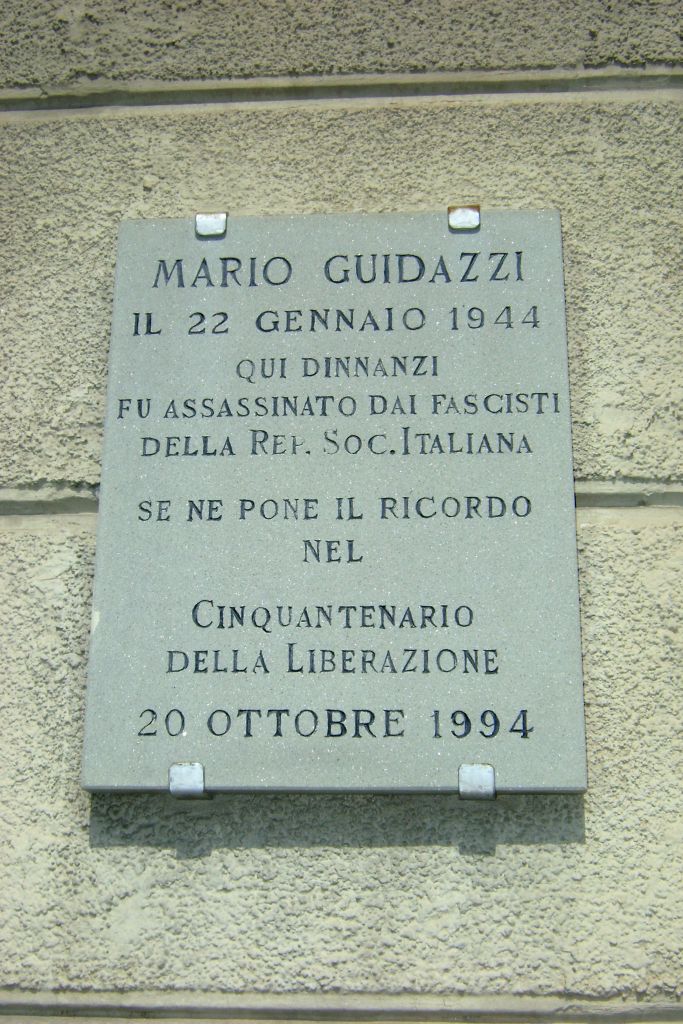 MARIO GUIDAZZI
IL 22 GENNAIO 1944
QUI DINNANZI
FU ASSASSINATO DAI FASCISTI
DELLA REP. SOC. ITALIANA
SE NE PONE IL RICORDO
NEL
CINQUANTENARIO
DELLA LIBERAZIONE
20 OTTOBRE 1994